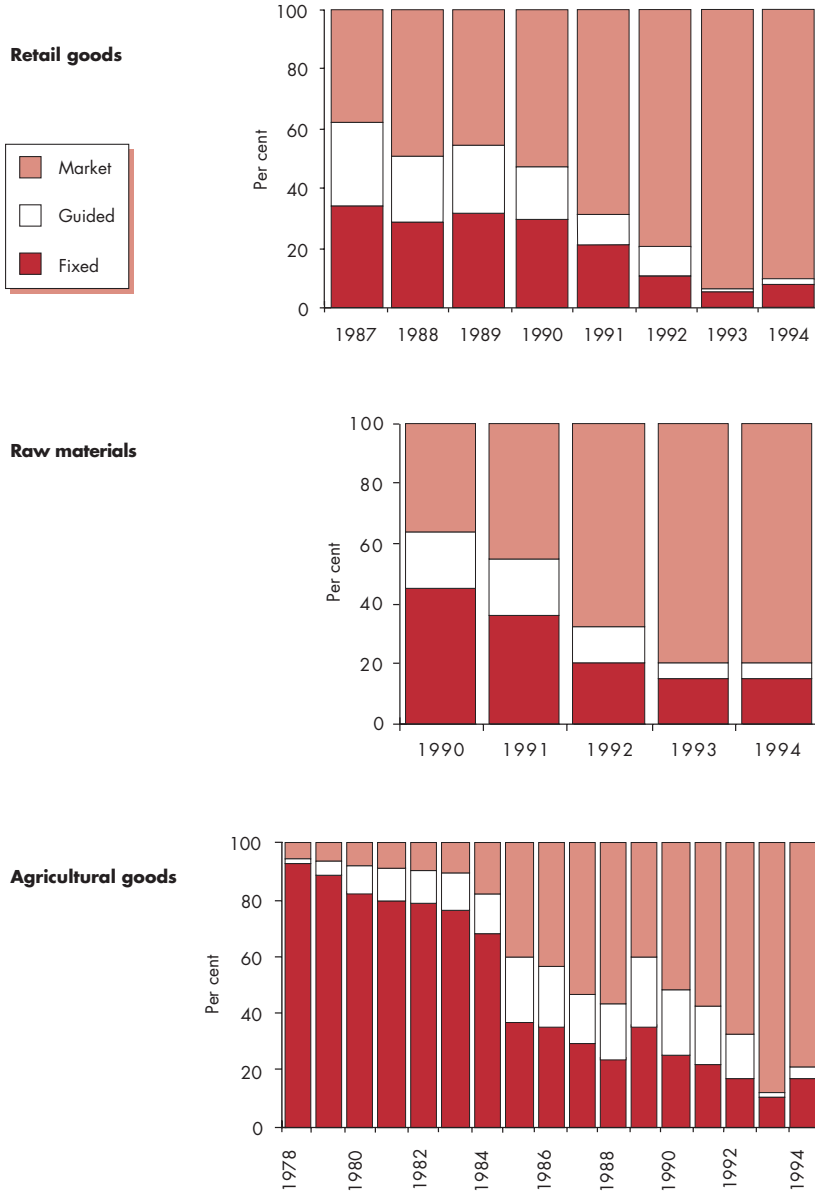 Retail goods
Market
Guided
Fixed
Per cent
100
80
60
40
20
0
1987 1988 1989 1990 1991 1992 1993 1994
Raw materials
Per cent
100
80
60
40
20
0
1990 1991 1992 1993 1994
Agricultural goods
Per cent
100
80
60
40
20
0
1978 1980 1982 1984 1986 1988 1990 1992 1994